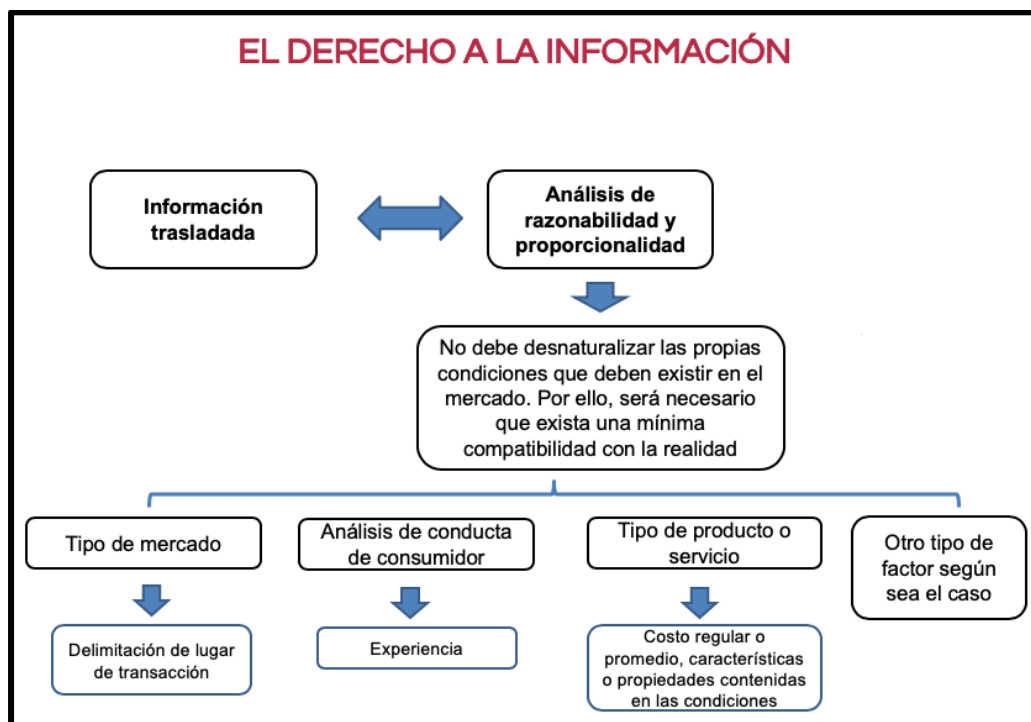 EL DERECHO A LA INFORMACIÓN
Información
trasladada
Análisis de
razonabilidad y
proporcionalidad
No debe desnaturalizar las propias
condiciones que deben existir en el
mercado. Por ello, será necesario
que exista una mínima
compatibilidad con la realidad
Tipo de mercado
Análisis de conducta
de consumidor
Tipo de producto o
servicio
Otro tipo de
factor según
sea el caso
Delimitación de lugar
de transacción
Experiencia
Costo regular o
promedio, características
o propiedades contenidas
en las condiciones